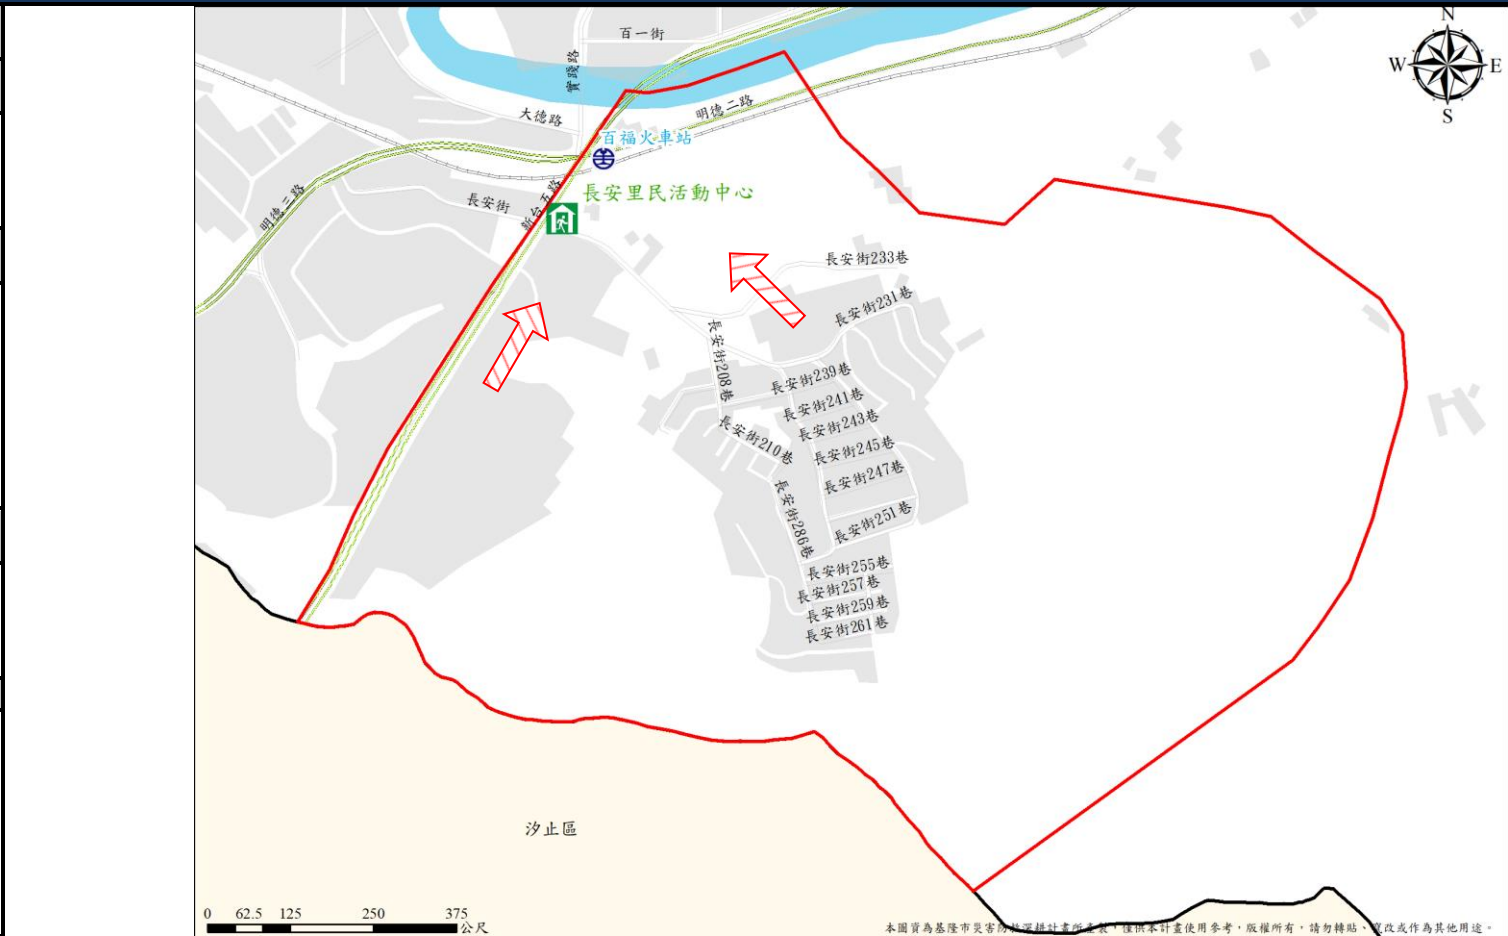 N
百一街
實踐路
W
E
大德路
明德二路
S
百福火車站
長安里民活動中心
明德三路
長安街
新台五路
長安街233巷
長安街231巷
長安街208巷
長安街239巷
長安街241巷
長安街243巷
長安街210巷
長安街245巷
長安街247巷
長安街286巷
長安街251巷
長安街255巷
長安街257巷
長安街259巷
長安街261巷
汐止區
0 62.5 125 250 375
公尺
本圖資為基隆市災害防救深耕計畫所產製，僅供本計畫使用參考，版權所有，請勿轉貼、竄改或作為其他用途。